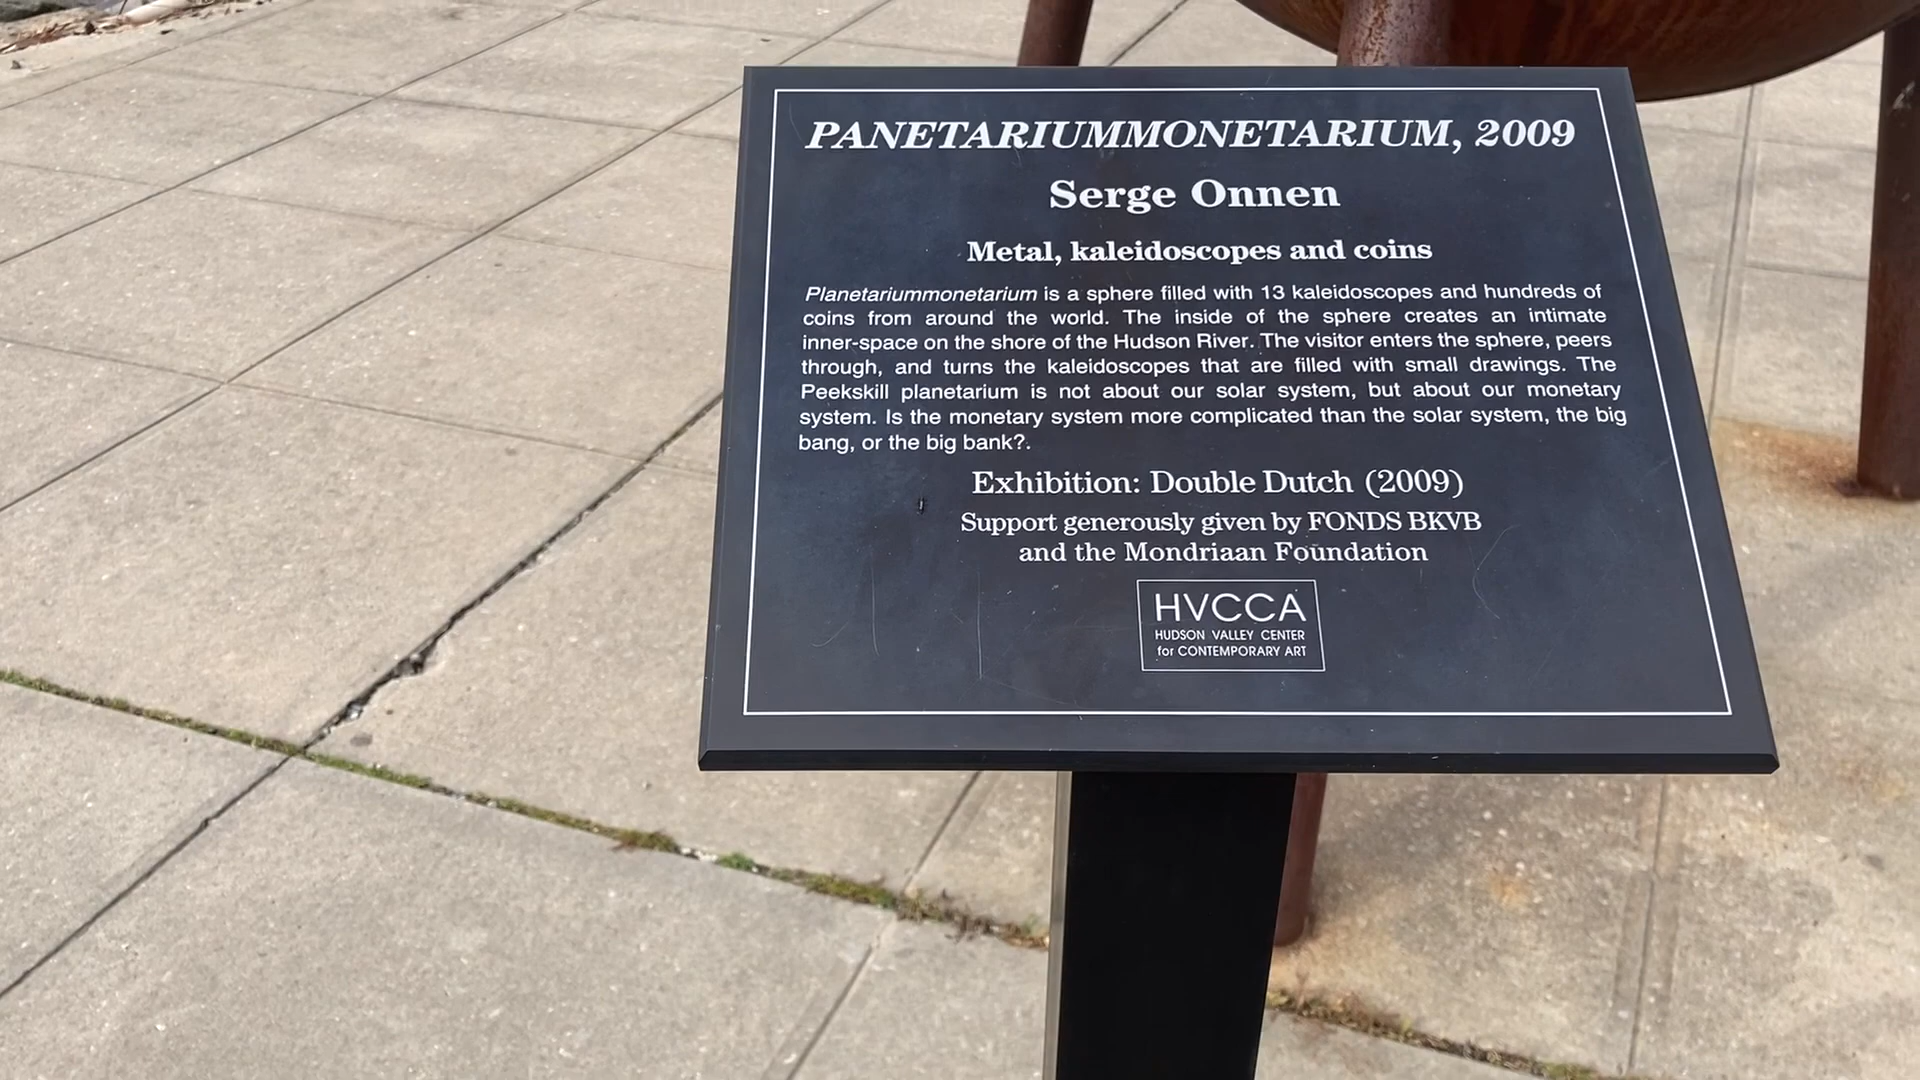 PANETARIUMMONETARIUM, 2009
Serge Onnen
Metal, kaleidoscopes and coins
Planetariummonetarium is a sphere filled with 13 kaleidoscopes and hundreds of
coins from around the world. The inside of the sphere creates an intimate
inner-space on the shore of the Hudson River. The visitor enters the sphere, peers
through, and turns the kaleidoscopes that are filled with small drawings. The
Peekskill planetarium is not about our solar system, but about our monetary
system. Is the monetary system more complicated than the solar system, the big
bang, or the big bank?.
Exhibition: Double Dutch (2009)
Support generously given by FONDS BKVB
and the Mondriaan Foundation
HVCCA
HUDSON VALLEY CENTER
for CONTEMPORARY ART